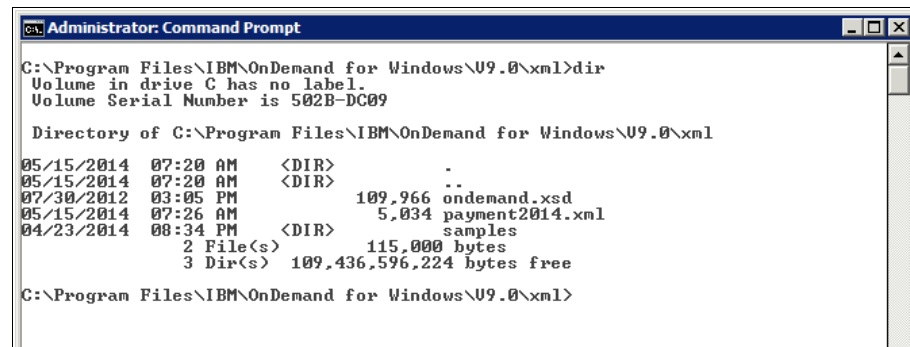 Administrator: Command Prompt
C:\Program Files\IBM\OnDemand for Windows\V9.0\xml>dir
Volume in drive C has no label.
Volume Serial Number is 502B-DC09
Directory of C:\Program Files\IBM\OnDemand for Windows\V9.0\xml
05/15/2014 07:20 AM <DIR> .
05/15/2014 07:20 AM <DIR> ..
07/30/2012 03:05 PM 109,966 ondemand.xsd
05/15/2014 07:26 AM 5,034 payment2014.xml
04/23/2014 08:34 PM <DIR> samples
2 File(s) 115,000 bytes
3 Dir(s) 109,436,596,224 bytes free
C:\Program Files\IBM\OnDemand for Windows\V9.0\xml>